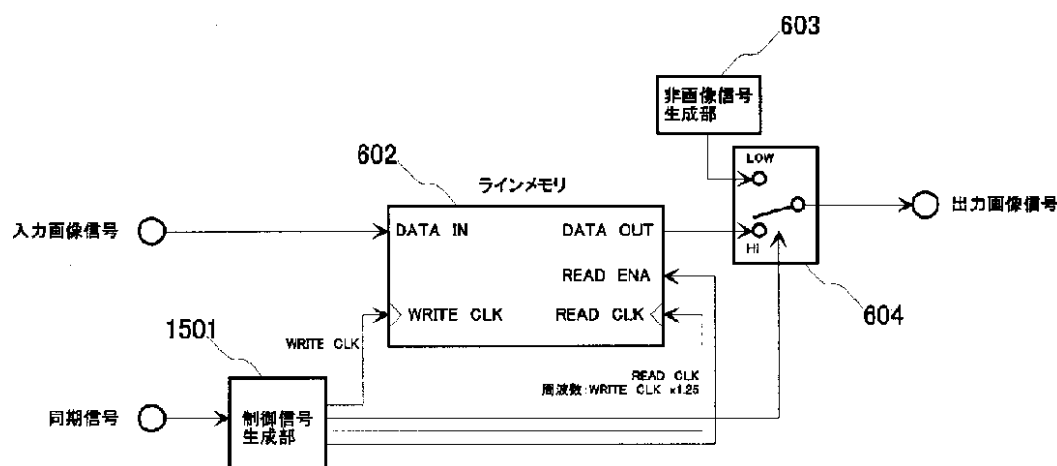 603
非画像信号
生成部
602
ラインメモリ
LOW
入力画像信号
DATA IN
DATA OUT
出力画像信号
HI
READ ENA
604
WRITE CLK
READ CLK
1501
WRITE CLK
READ CLK
周波数:WRITE CLK ×1.25
同期信号
制御信号
生成部